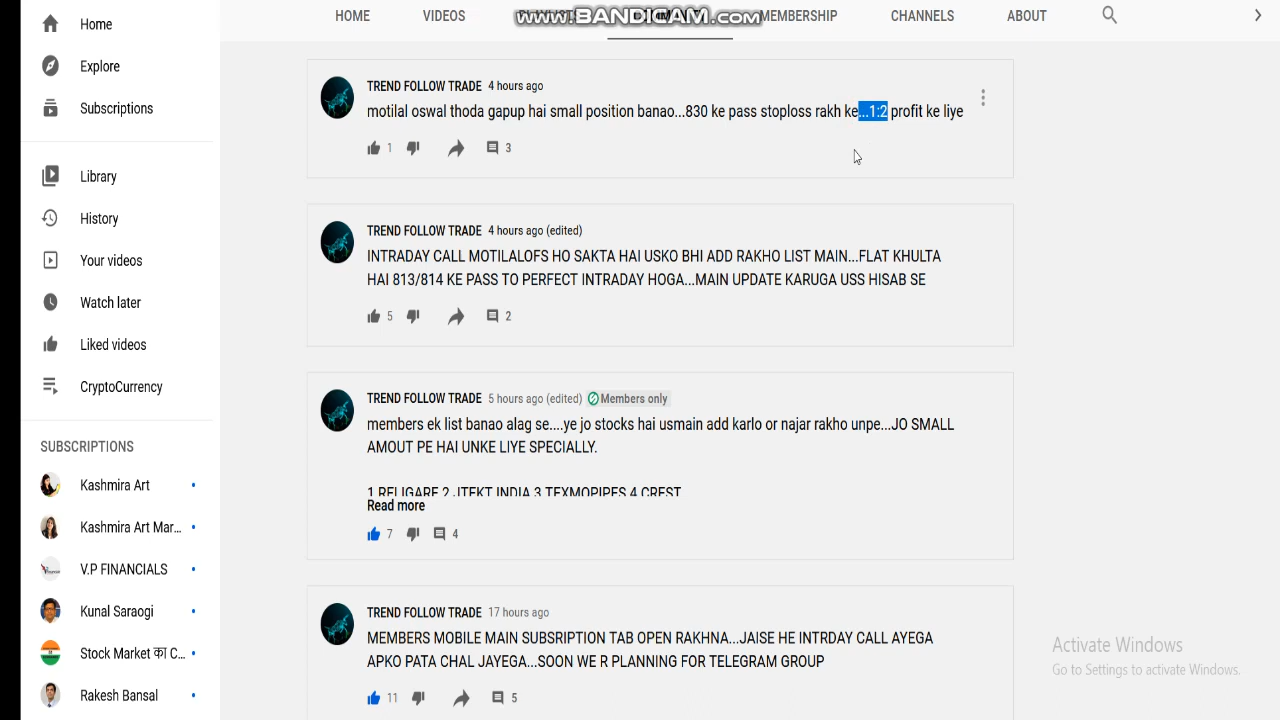 HOME VIDEOS MEMBERSHIP CHANNELS ABOUT
www.BANDICAM.com
Home
Explore
Subscriptions
Library
History
Your videos
Watch later
Liked videos
CryptoCurrency
SUBSCRIPTIONS
Kashmira Art
Kashmira Art Mar...
V.P FINANCIALS
Kunal Saraogi
Stock Market का C...
Rakesh Bansal
TREND FOLLOW TRADE 4 hours ago
motilal oswal thoda gapup hai small position banao...830 ke pass stoploss rakh ke...1:2 profit ke liye
1 3
TREND FOLLOW TRADE 4 hours ago (edited)
INTRADAY CALL MOTILALOFS HO SAKTA HAI USKO BHI ADD RAKHO LIST MAIN...FLAT KHULTA
HAI 813/814 KE PASS TO PERFECT INTRADAY HOGA...MAIN UPDATE KARUGA USS HISAB SE
5 2
TREND FOLLOW TRADE 5 hours ago (edited) Members only
members ek list banao alag se....ye jo stocks hai usmain add karlo or najar rakho unpe...JO SMALL
AMOUT PE HAI UNKE LIYE SPECIALLY.
1 RELIGARE 2 JTEKT INDIA 3 TEXMOPIPES 4 CREST
Read more
7 4
TREND FOLLOW TRADE 17 hours ago
MEMBERS MOBILE MAIN SUBSRIPTION TAB OPEN RAKHNA...JAISE HE INTRDAY CALL AYEGA
APKO PATA CHAL JAYEGA...SOON WE R PLANNING FOR TELEGRAM GROUP
11 5
Activate Windows
Go to Settings to activate Windows.